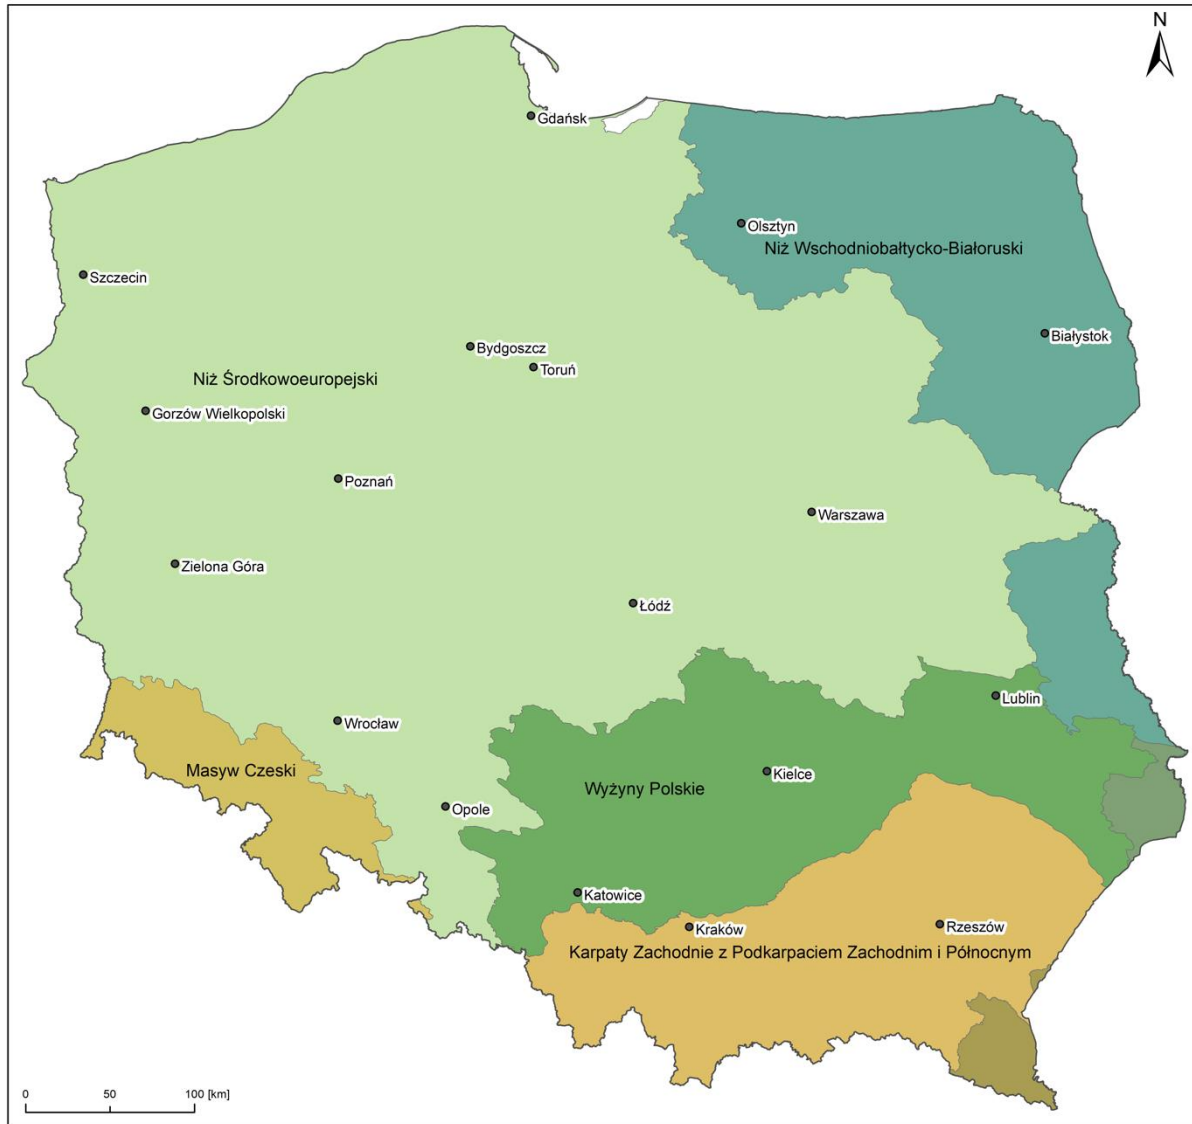 N
Gdańsk
Olsztyn
Niż Wschodniobałtycko-Białoruski
Szczecin
Białystok
Bydgoszcz
Toruń
Niż Środkowoeuropejski
Gorzów Wielkopolski
Poznań
Warszawa
Zielona Góra
Łódź
Lublin
Wrocław
Masyw Czeski
Kielce
Wyżyny Polskie
Opole
Katowice
Kraków
Rzeszów
Karpaty Zachodnie z Podkarpaciem Zachodnim i Północnym
0 50 100 [km]